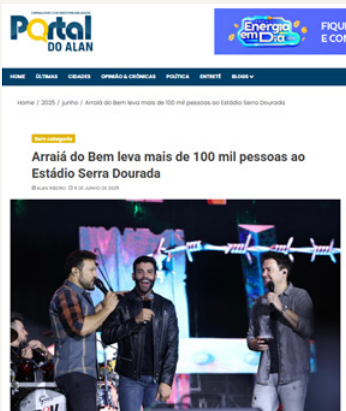 JORNALISMO COM RESPONSABILIDADE
Portal
DO ALAN
Energia
em Dia
FIQU
E CON
HOME ÚLTIMAS CIDADES OPINIÃO & CRÔNICAS POLÍTICA ENTRETÊ BLOGS
Home / 2025 / junho / Arraiá do Bem leva mais de 100 mil pessoas ao Estádio Serra Dourada
Sem categoria
Arraiá do Bem leva mais de 100 mil pessoas ao
Estádio Serra Dourada
ALAN RIBEIRO 9 DE JUNHO DE 2025